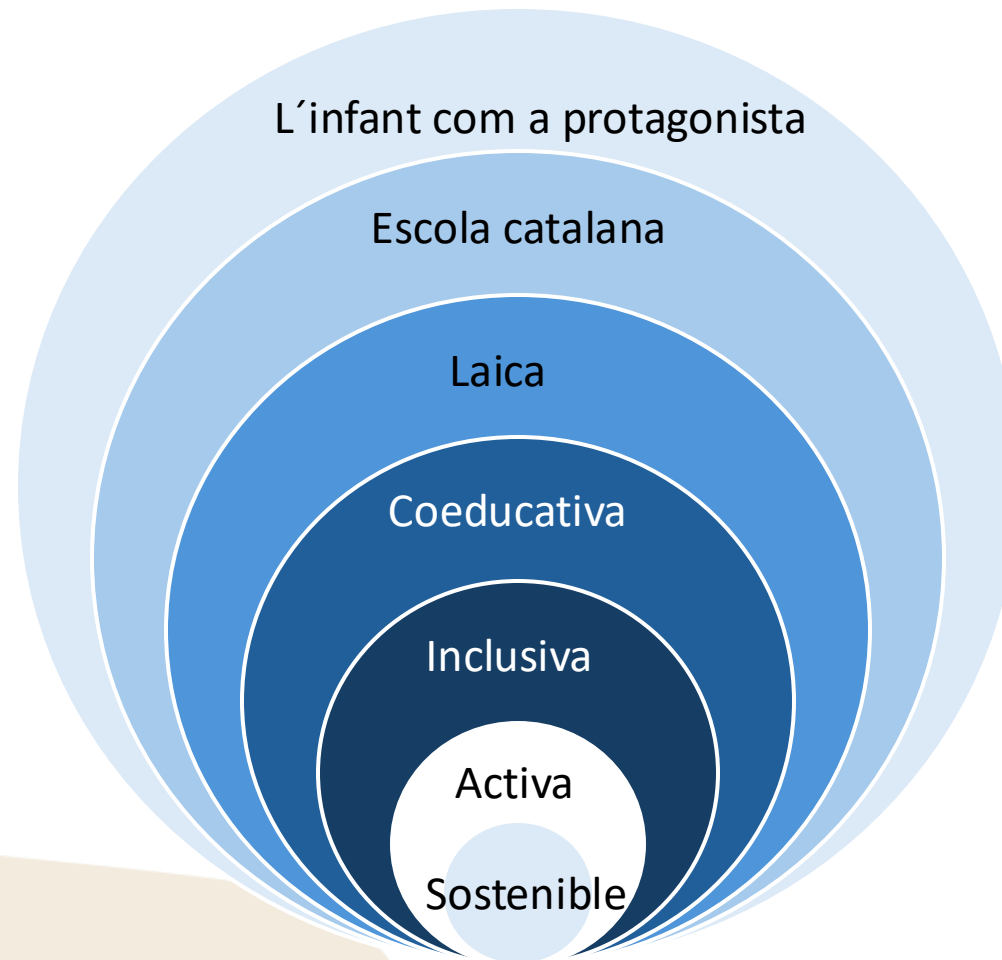 L´infant com a protagonista
Escola catalana
Laica
Coeducativa
Inclusiva
Activa
Sostenible